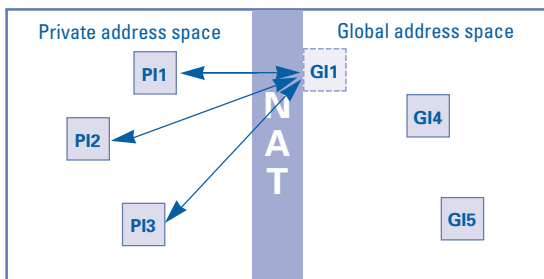 Private address space
Global address space
PI1
GI1
PI2
GI4
PI3
GI5
NAT